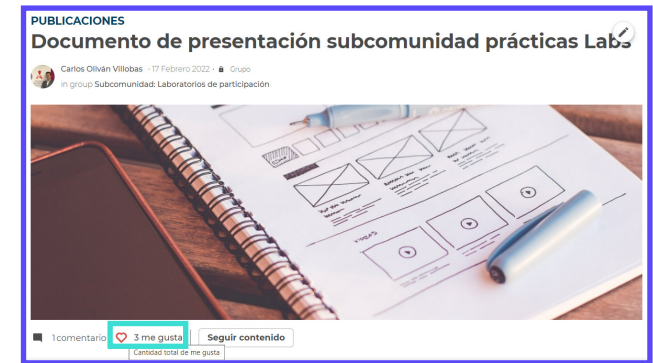 PUBLICACIONES
Documento de presentación subcomunidad prácticas Labs
Carlos Oliván Villobas - 17 Febrero 2022 · Grupo
in group Subcomunidad: Laboratorios de participación
1 comentario 3 me gusta Seguir contenido
Cantidad total de me gusta